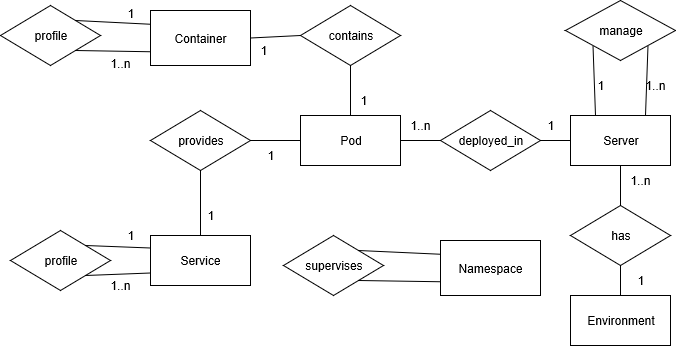 profile
1
1..n
Container
1
contains
1
manage
1
1..n
provides
1
1
Pod
1..n
deployed_in
1
Server
1..n
profile
1
1..n
Service
supervises
Namespace
has
1
Environment